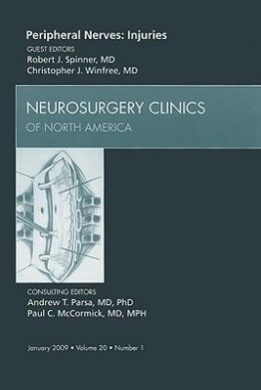 Peripheral Nerves: Injuries
GUEST EDITORS
Robert J. Spinner, MD
Christopher J. Winfree, MD
NEUROSURGERY CLINICS
OF NORTH AMERICA
CONSULTING EDITORS
Andrew T. Parsa, MD, PhD
Paul C. McCormick, MD, MPH
January 2009 • Volume 20 • Number 1